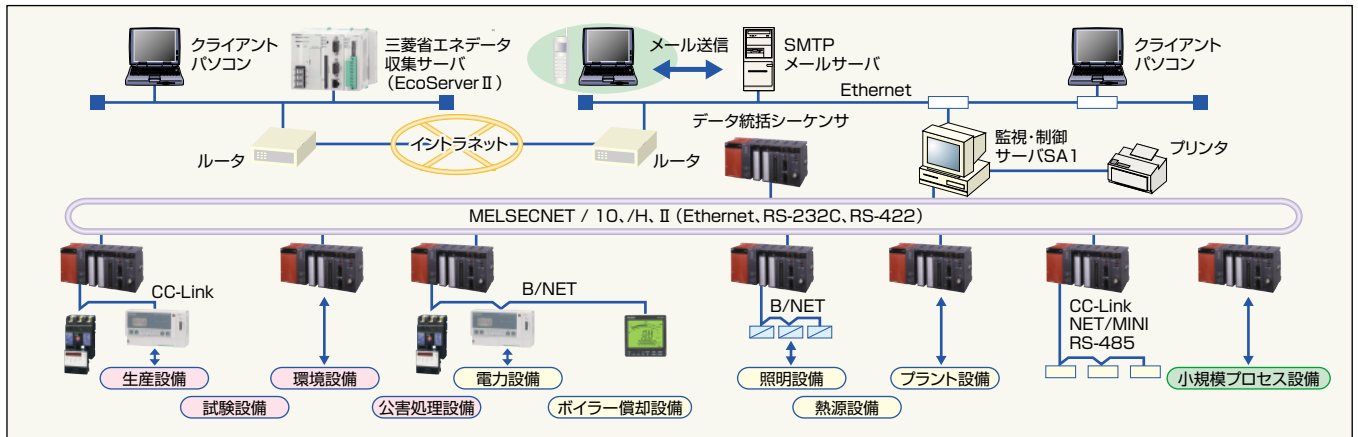 クライアント
パソコン
三菱省エネデータ
収集サーバ
(EcoServerⅡ)
メール送信
SMTP
メールサーバ
クライアント
パソコン
Ethernet
データ統括シーケンサ
ルータ
イントラネット
ルータ
監視・制御
サーバSA1
プリンタ
MELSECNET / 10、/H、Ⅱ(Ethernet、RS-232C、RS-422)
CC-Link
B/NET
B/NET
CC-Link
NET/MINI
RS-485
生産設備
環境設備
電力設備
照明設備
プラント設備
小規模プロセス設備
試験設備
公害処理設備
ボイラー償却設備
熱源設備